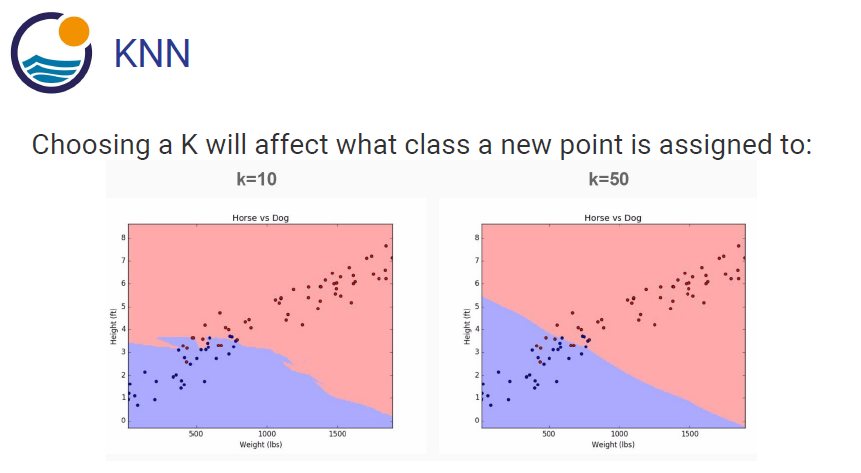 KNN
Choosing a K will affect what class a new point is assigned to:
k=10
k=50
Horse vs Dog
8
7
6
5
4
3
2
1
0
Height (ft)
500
1000
1500
Weight (lbs)
Horse vs Dog
8
7
6
5
4
3
2
1
0
Height (ft)
500
1000
1500
Weight (lbs)